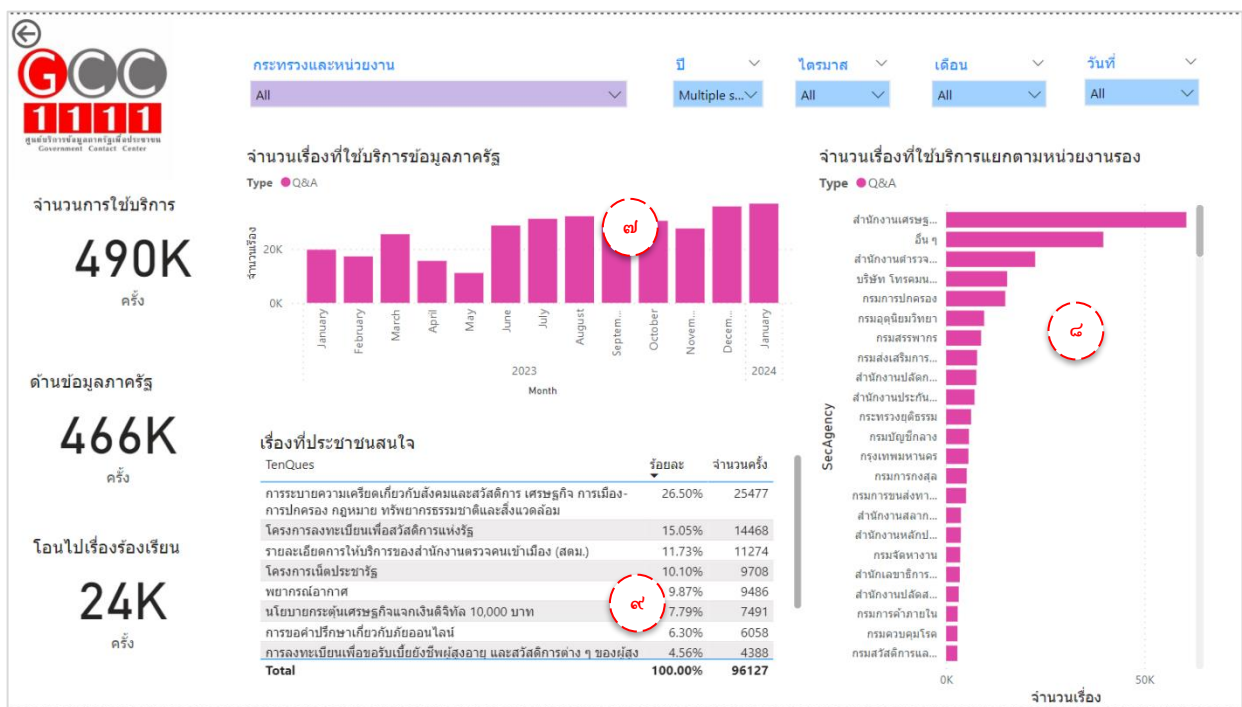 GCC
1111
ศูนย์บริการข้อมูลภาครัฐเพื่อประชาชน
Government Contact Center
กระทรวงและหน่วยงาน
All
ปี
Multiple s...
ไตรมาส
All
เดือน
All
วันที่
All
จำนวนการใช้บริการ
490K
ครั้ง
ด้านข้อมูลภาครัฐ
466K
ครั้ง
โอนไปเรื่องร้องเรียน
24K
ครั้ง
จำนวนเรื่องที่ใช้บริการข้อมูลภาครัฐ
Type Q&A
จำนวนเรื่อง
20K
0K
January
February
March
April
May
June
July
August
Septem...
October
Novem...
Decem...
January
2023
2024
Month
๗
เรื่องที่ประชาชนสนใจ
TenQues ร้อยละ จำนวนครั้ง
การระบายความเครียดเกี่ยวกับสังคมและสวัสดิการ เศรษฐกิจ การเมือง- 26.50% 25477
การปกครอง กฎหมาย ทรัพยากรธรรมชาติและสิ่งแวดล้อม
โครงการลงทะเบียนเพื่อสวัสดิการแห่งรัฐ 15.05% 14468
รายละเอียดการให้บริการของสำนักงานตรวจคนเข้าเมือง (สตม.) 11.73% 11274
โครงการเน็ตประชารัฐ 10.10% 9708
พยากรณ์อากาศ 9.87% 9486
นโยบายกระตุ้นเศรษฐกิจแจกเงินดิจิทัล 10,000 บาท 7.79% 7491
การขอคำปรึกษาเกี่ยวกับภัยออนไลน์ 6.30% 6058
การลงทะเบียนเพื่อขอรับเบี้ยยังชีพผู้สูงอายุ และสวัสดิการต่าง ๆ ของผู้สูง 4.56% 4388
Total 100.00% 96127
๙
จำนวนเรื่องที่ใช้บริการแยกตามหน่วยงานรอง
Type Q&A
SecAgency
สำนักงานเศรษฐ...
อื่น ๆ
สำนักงานตำรวจ...
บริษัท โทรคมน...
กรมการปกครอง
กรมอุตุนิยมวิทยา
กรมสรรพากร
กรมส่งเสริมการ...
สำนักงานปลัดก...
สำนักงานประกัน...
กระทรวงยุติธรรม
กรมบัญชีกลาง
กรุงเทพมหานคร
กรมการกงสุล
กรมการขนส่งทา...
สำนักงานสลาก...
สำนักงานหลักป...
กรมจัดหางาน
สำนักเลขาธิการ...
สำนักงานปลัดส...
กรมการค้าภายใน
กรมควบคุมโรค
กรมสวัสดิการแล...
๘
0K
50K
จำนวนเรื่อง